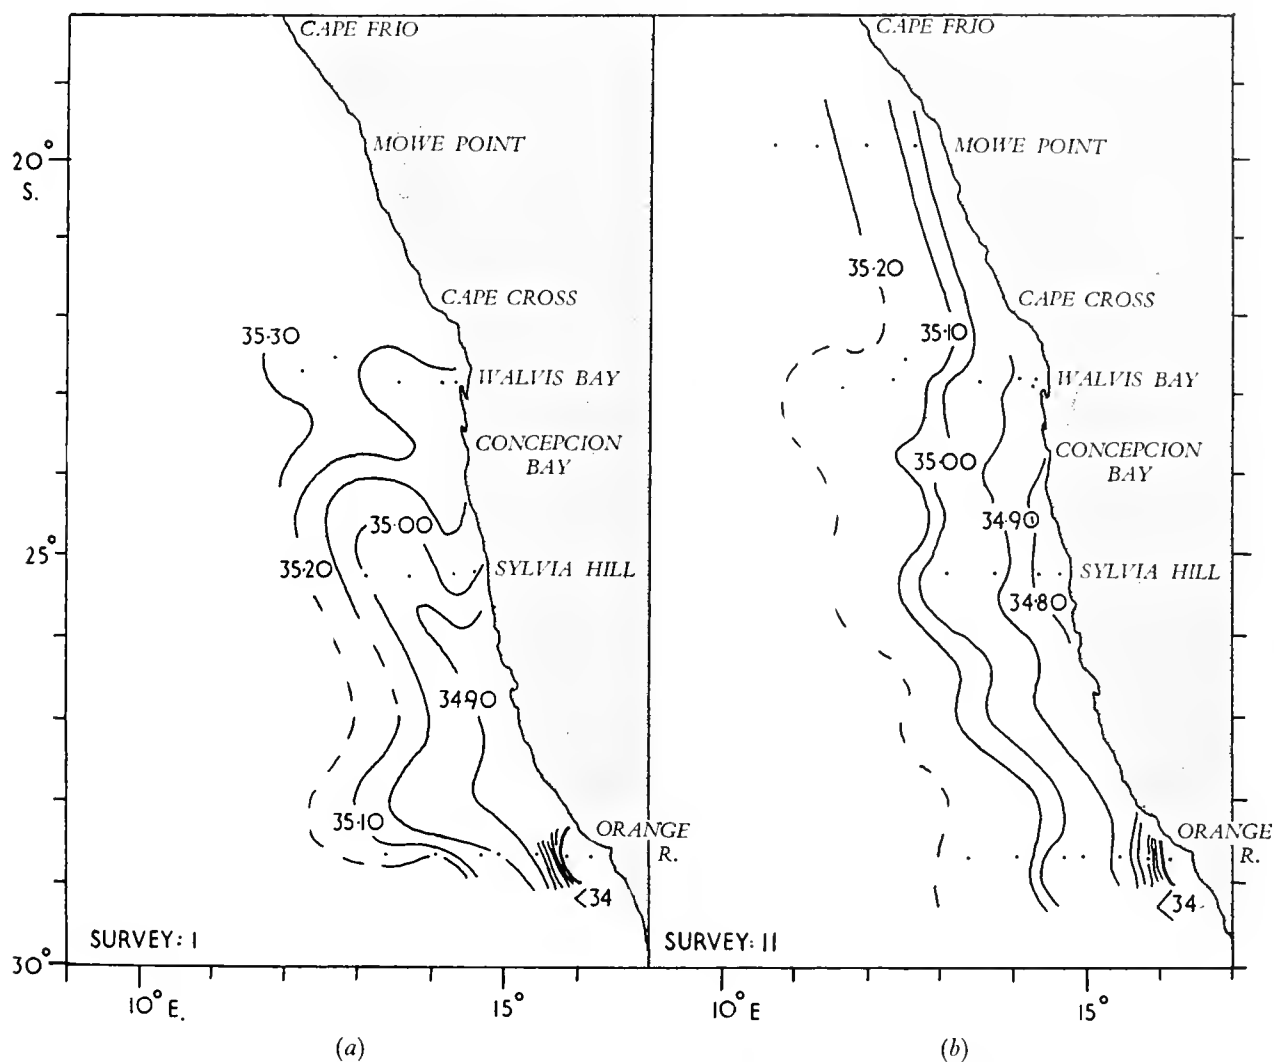 CAPE FRIO
MOWE POINT
20°
S.
CAPE CROSS
35·30
WALVIS BAY
CONCEPCION
BAY
35·00
25°
35·20
SYLVIA HILL
34·90
35·10
ORANGE
R.
<34
SURVEY: I
30°
10°E.
15°
(a)
CAPE FRIO
MOWE POINT
35·20
CAPE CROSS
35·10
WALVIS BAY
CONCEPCION
BAY
35·00
34·90
SYLVIA HILL
34·80
ORANGE
R.
<34
SURVEY: II
10°E
15°
(b)